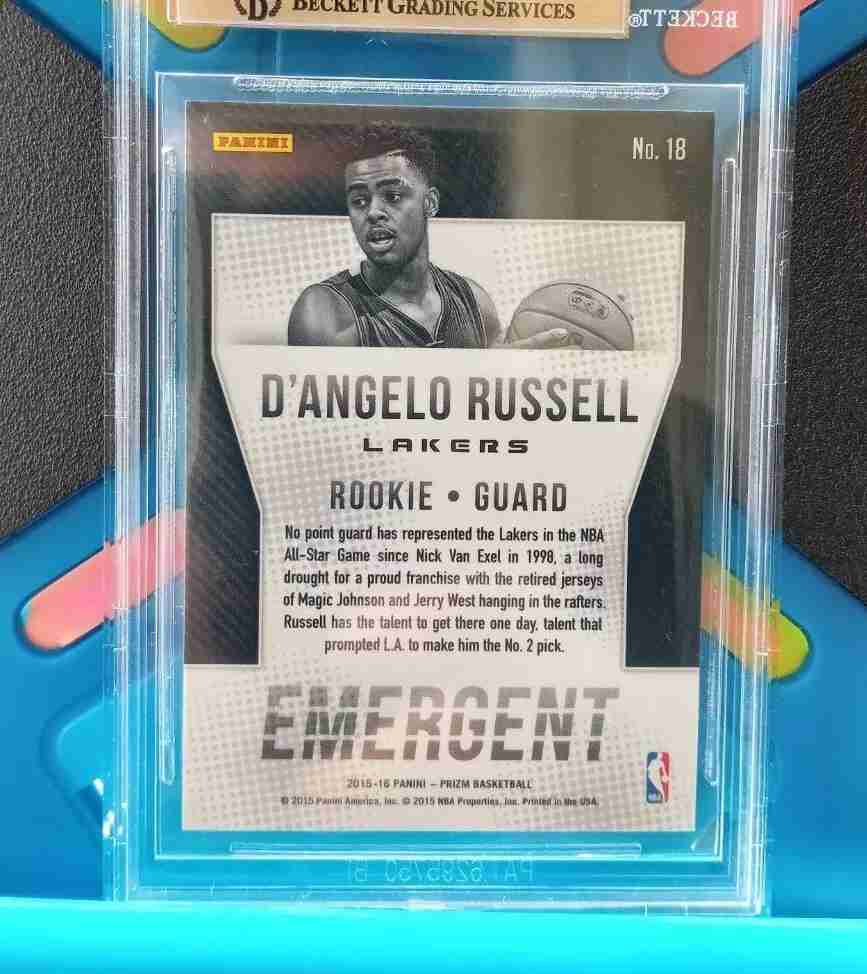 BECKETT GRADING SERVICES
BECKETT®
PANINI
No. 18
D'ANGELO RUSSELL
LAKERS
ROOKIE • GUARD
No point guard has represented the Lakers in the NBA
All-Star Game since Nick Van Exel in 1998, a long
drought for a proud franchise with the retired jerseys
of Magic Johnson and Jerry West hanging in the rafters.
Russell has the talent to get there one day, talent that
prompted L.A. to make him the No. 2 pick.
EMERGENT
2015-16 PANINI – PRIZM BASKETBALL
© 2015 Panini America, Inc. © 2015 NBA Properties, Inc. Printed in the USA.